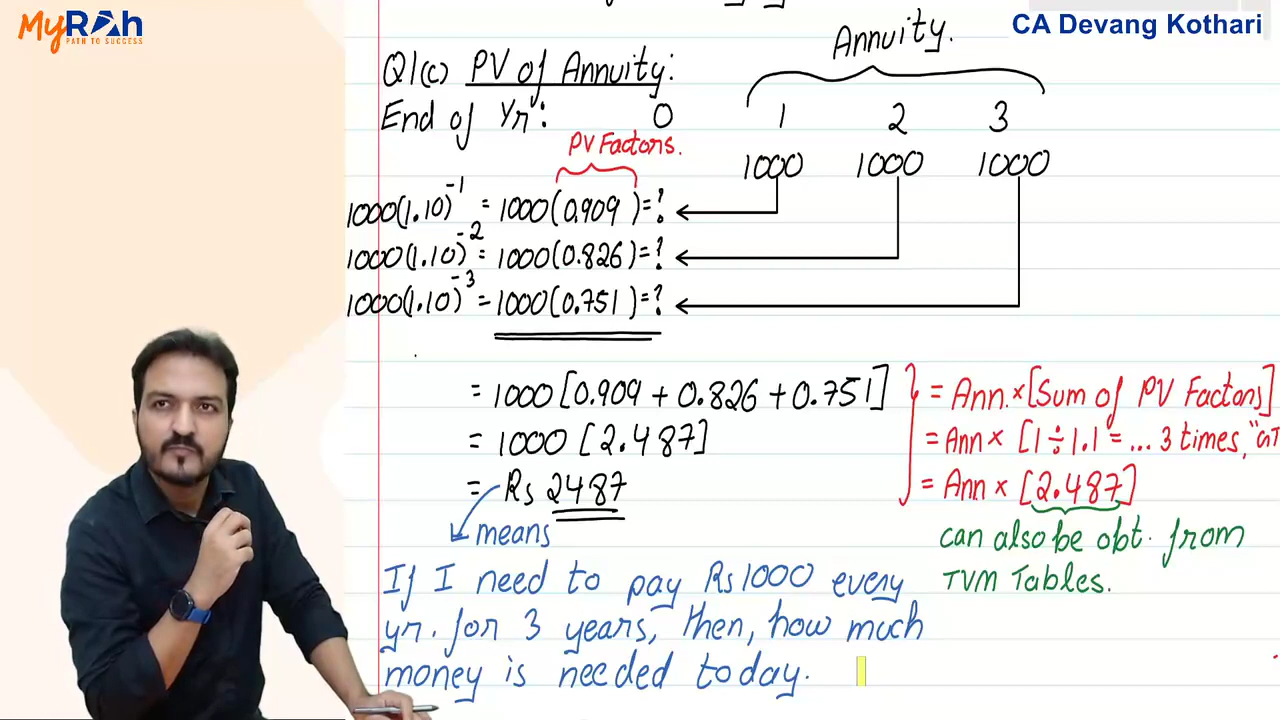 MyRAh
PATH TO SUCCESS
CA Devang Kothari
Annuity.
Q1(c) PV of Annuity:
End of Yr: 0 1 2 3
PV Factors.
1000 1000 1000
1000(1.10)^-1 = 1000(0.909) = ?
1000(1.10)^-2 = 1000(0.826) = ?
1000(1.10)^-3 = 1000(0.751) = ?
= 1000[0.909 + 0.826 + 0.751] = Ann.×[Sum of PV Factors]
= 1000[2.487] = Ann × [1÷1.1 = ... 3 times,
= Rs 2487 = Ann × [2.487]
means
can also be obt. from
TVM Tables.
If I need to pay Rs1000 every
yr. for 3 years, then, how much
money is needed today.